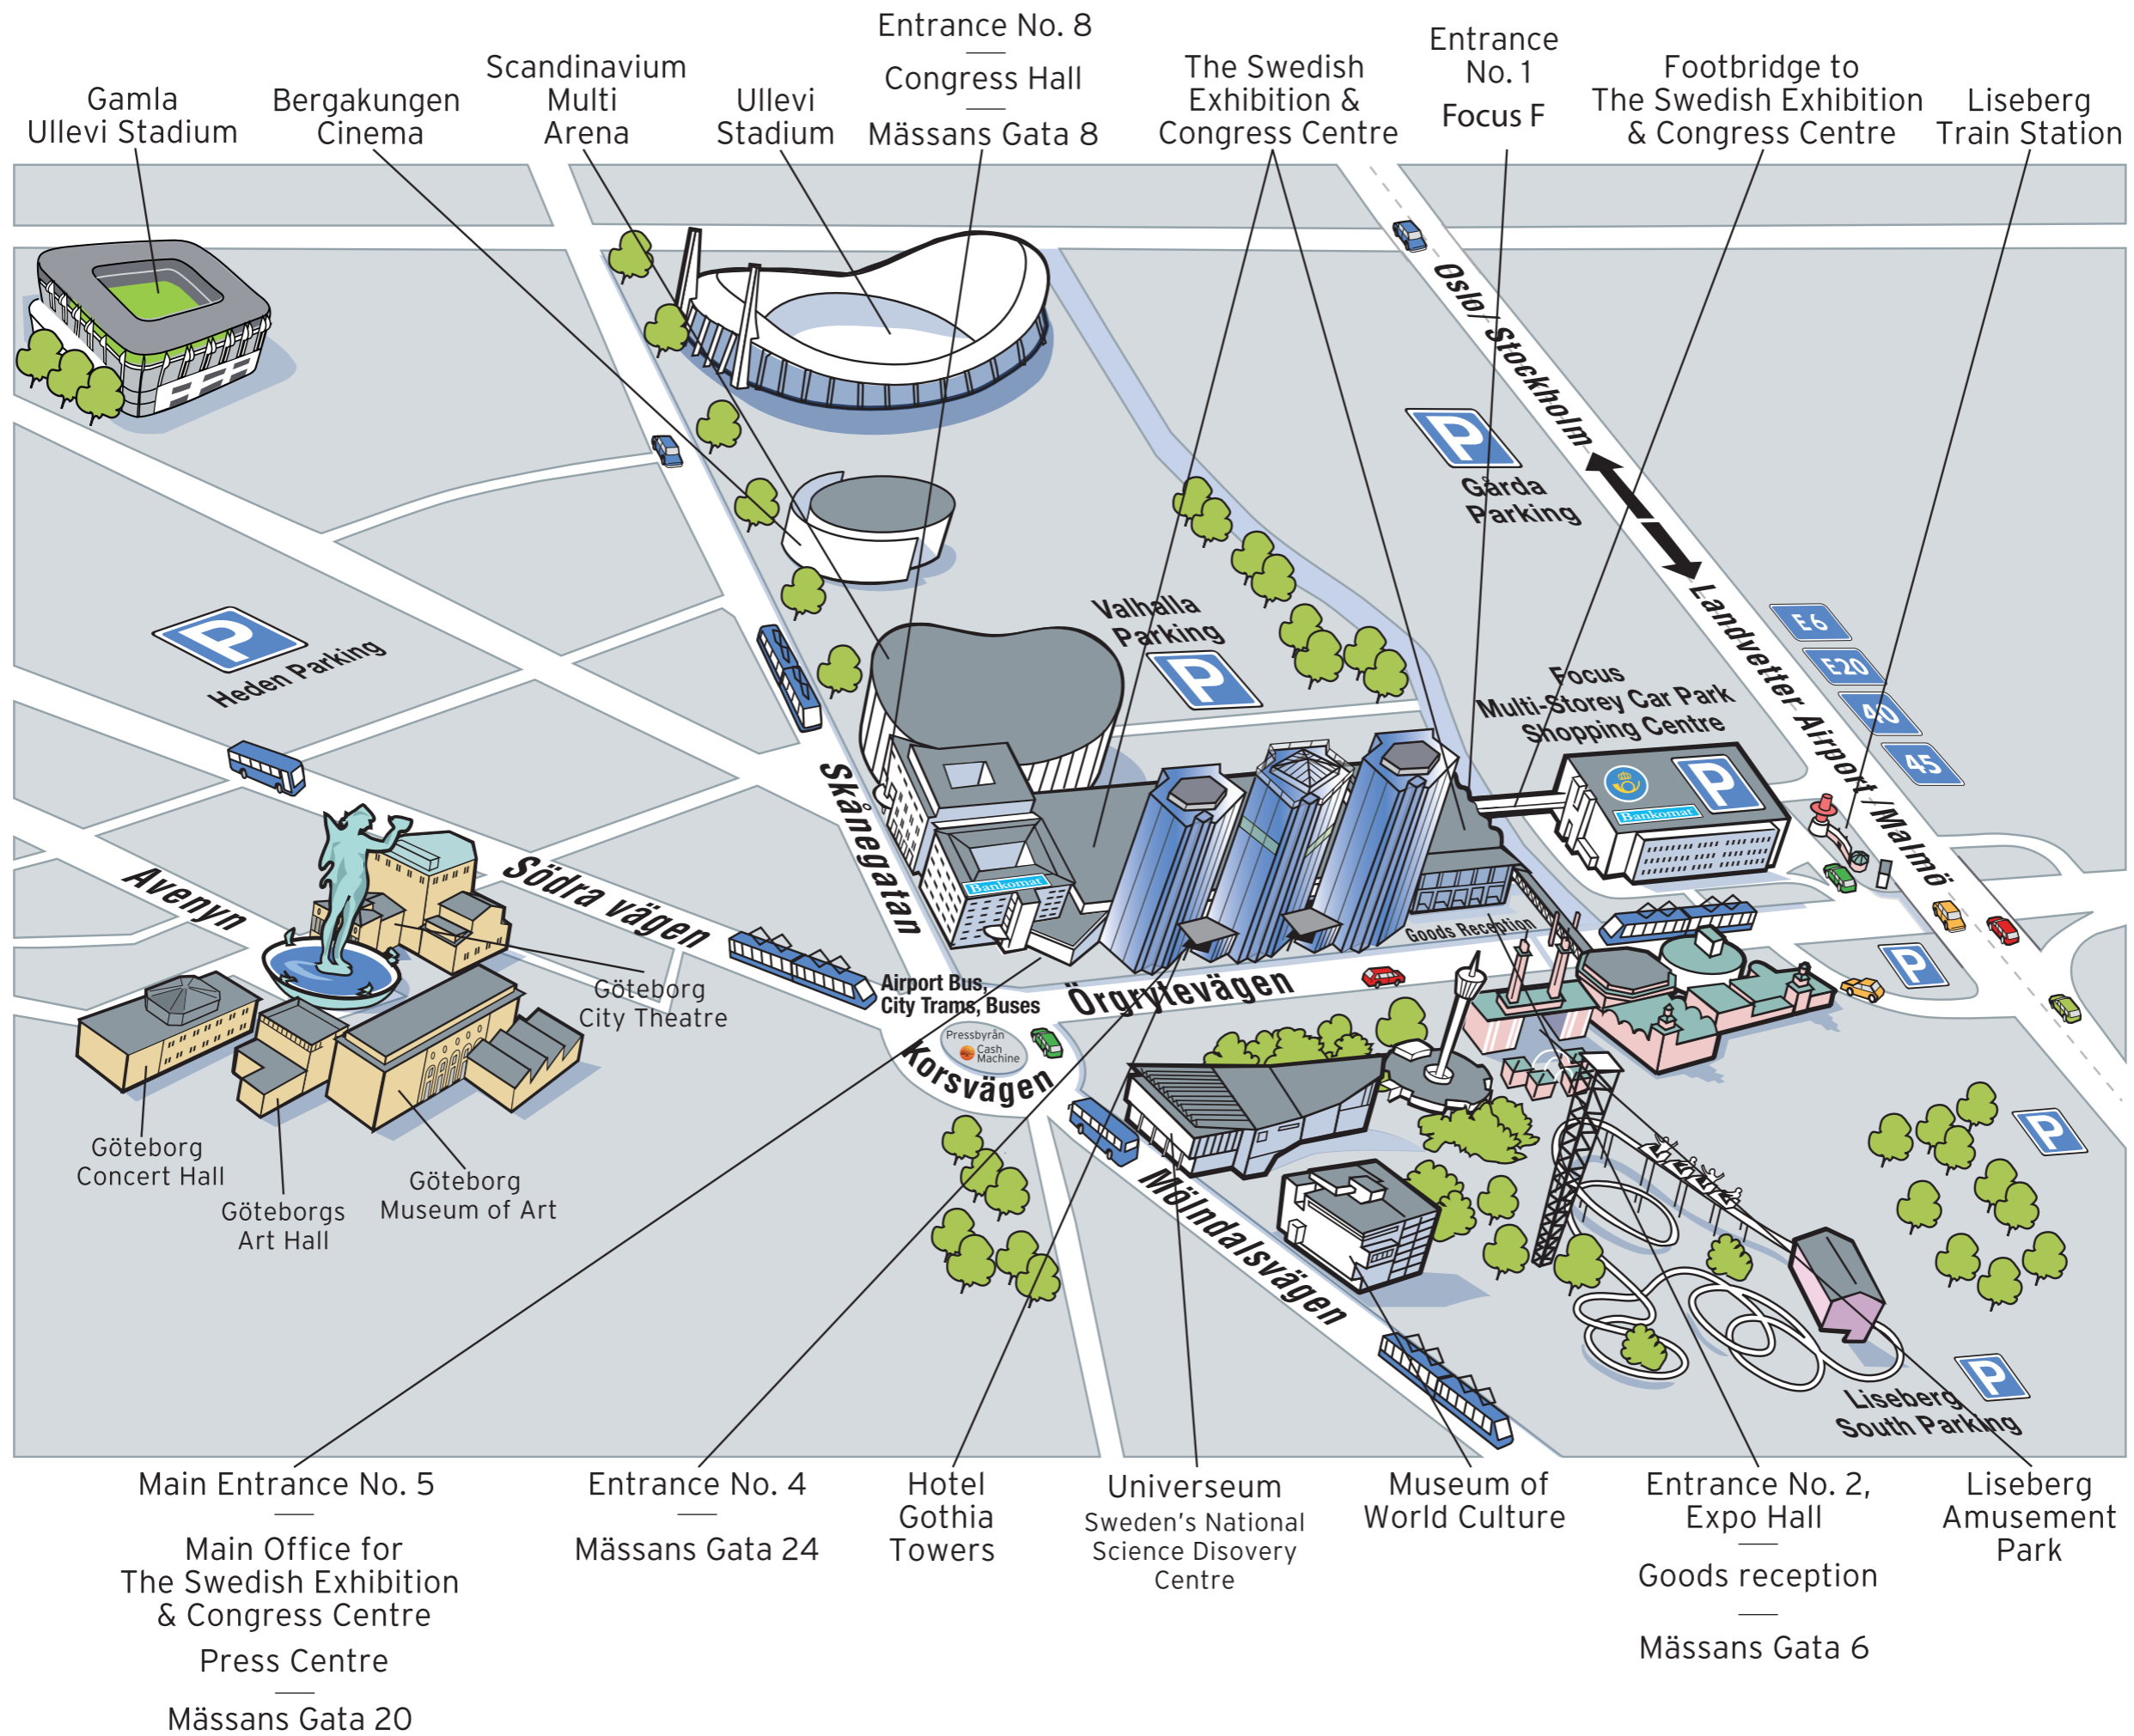 Gamla
Ullevi Stadium
Bergakungen
Cinema
Scandinavium
Multi
Arena
Ullevi
Stadium
Entrance No. 8
Congress Hall
Mässans Gata 8
The Swedish
Exhibition &
Congress Centre
Entrance
No. 1
Focus F
Footbridge to
The Swedish Exhibition
& Congress Centre
Liseberg
Train Station
Oslo/Stockholm
P
Gårda
Parking
Landvetter Airport/Malmö
E6
E20
40
45
Valhalla
Parking
P
P
Heden Parking
Focus
Multi-Storey Car Park
Shopping Centre
P
Bankomat
Skånegatan
Bankomat
Avenyn
Södra vägen
Goods Reception
P
Airport Bus,
City Trams, Buses
Örgrytevägen
Göteborg
City Theatre
Pressbyrån
Cash
Machine
Korsvägen
P
Göteborg
Concert Hall
Göteborgs
Art Hall
Göteborg
Museum of Art
Mölndalsvägen
P
Liseberg
South Parking
Main Entrance No. 5
Main Office for
The Swedish Exhibition
& Congress Centre
Press Centre
Mässans Gata 20
Entrance No. 4
Mässans Gata 24
Hotel
Gothia
Towers
Universeum
Sweden's National
Science Disovery
Centre
Museum of
World Culture
Entrance No. 2,
Expo Hall
Goods reception
Mässans Gata 6
Liseberg
Amusement
Park